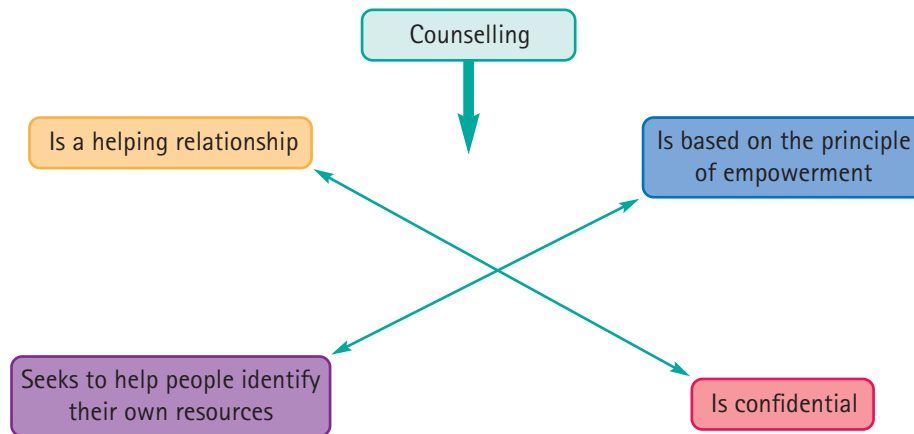 Counselling
Is a helping relationship
Is based on the principle
of empowerment
Seeks to help people identify
their own resources
Is confidential